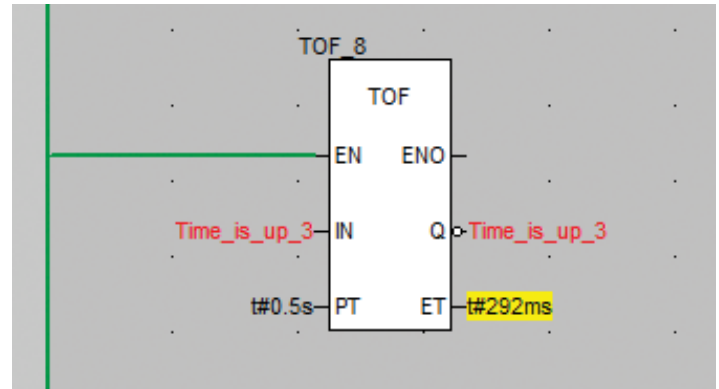 TOF_8
TOF
EN ENO
Time_is_up_3 IN Q Time_is_up_3
t#0.5s PT ET t#292ms